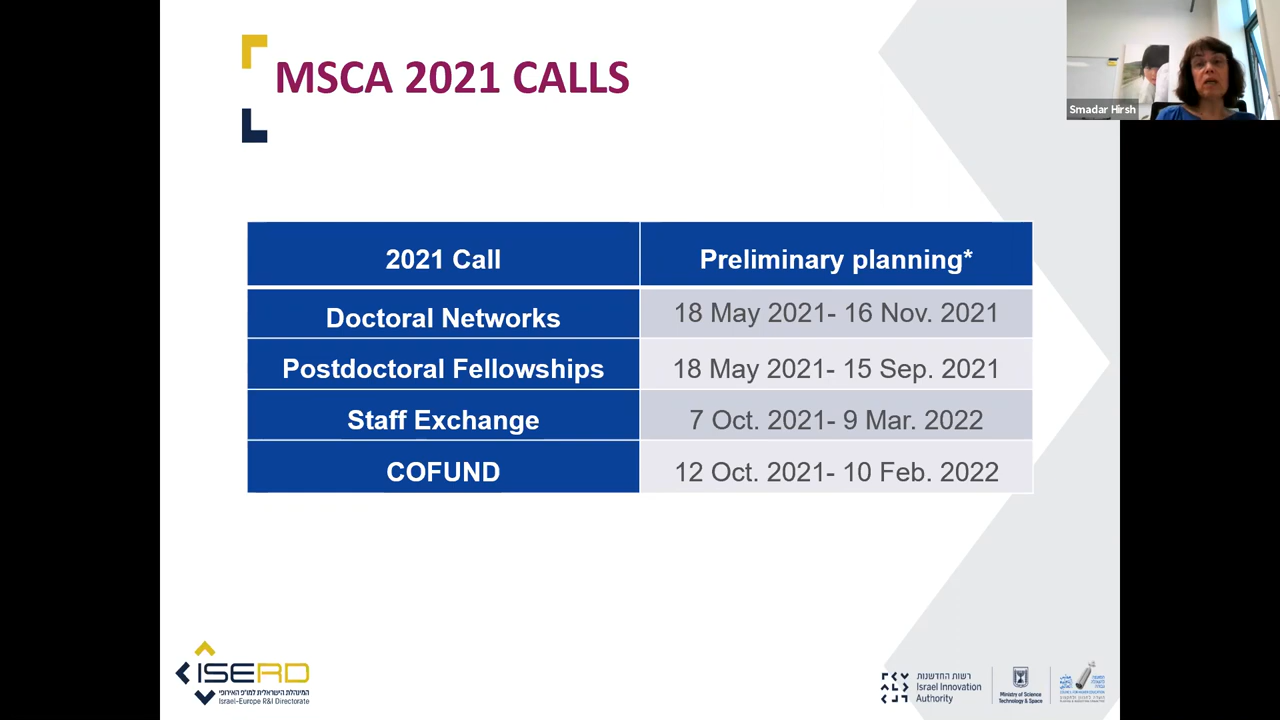 MSCA 2021 CALLS
Smadar Hirsh
2021 Call
Preliminary planning*
Doctoral Networks
18 May 2021- 16 Nov. 2021
Postdoctoral Fellowships
18 May 2021- 15 Sep. 2021
Staff Exchange
7 Oct. 2021- 9 Mar. 2022
COFUND
12 Oct. 2021- 10 Feb. 2022
ISERD
המינהלת הישראלית למו"פ האירופי
Israel-Europe R&I Directorate
רשות החדשנות
Israel Innovation
Authority
Ministry of Science
Technology & Space